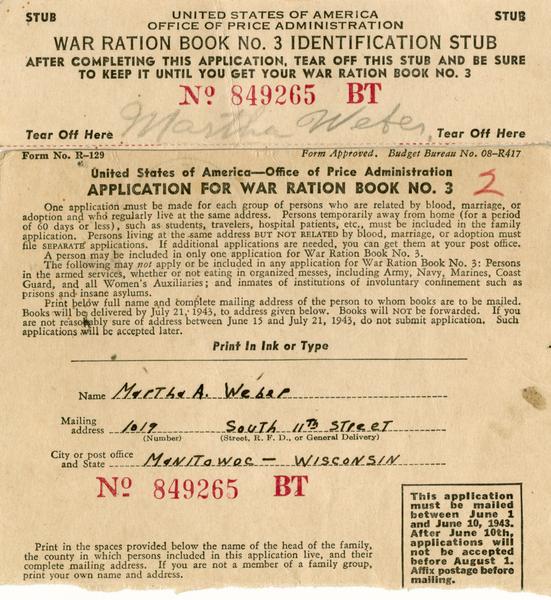 STUB UNITED STATES OF AMERICA STUB
OFFICE OF PRICE ADMINISTRATION
WAR RATION BOOK No. 3 IDENTIFICATION STUB
AFTER COMPLETING THIS APPLICATION, TEAR OFF THIS STUB AND BE SURE
TO KEEP IT UNTIL YOU GET YOUR WAR RATION BOOK NO. 3
No 849265 BT
Tear Off Here Martha Weber Tear Off Here
Form No. R-129 Form Approved. Budget Bureau No. 08-R417
United States of America—Office of Price Administration
APPLICATION FOR WAR RATION BOOK NO. 3 2
One application must be made for each group of persons who are related by blood, marriage, or
adoption and who regularly live at the same address. Persons temporarily away from home (for a period
of 60 days or less), such as students, travelers, hospital patients, etc., must be included in the family
application. Persons living at the same address BUT NOT RELATED by blood, marriage, or adoption must
file SEPARATE applications. If additional applications are needed, you can get them at your post office.
A person may be included in only one application for War Ration Book No. 3.
The following may not apply or be included in any application for War Ration Book No. 3: Persons
in the armed services, whether or not eating in organized messes, including Army, Navy, Marines, Coast
Guard, and all Women's Auxiliaries; and inmates of institutions of involuntary confinement such as
prisons and insane asylums.
Print below full name and complete mailing address of the person to whom books are to be mailed.
Books will be delivered by July 21, 1943, to address given below. Books will NOT be forwarded. If you
are not reasonably sure of address between June 15 and July 21, 1943, do not submit application. Such
applications will be accepted later.
Print In Ink or Type
Name Martha A. Weber
Mailing address 1019 South 11th Street
(Number) (Street, R. F. D., or General Delivery)
City or post office and State Manitowoc — Wisconsin
No 849265 BT
Print in the spaces provided below the name of the head of the family,
the county in which persons included in this application live, and their
complete mailing address. If you are not a member of a family group,
print your own name and address.
This application
must be mailed
between June 1
and June 10, 1943.
After June 10th,
applications will
not be accepted
before August 1.
Affix postage before
mailing.